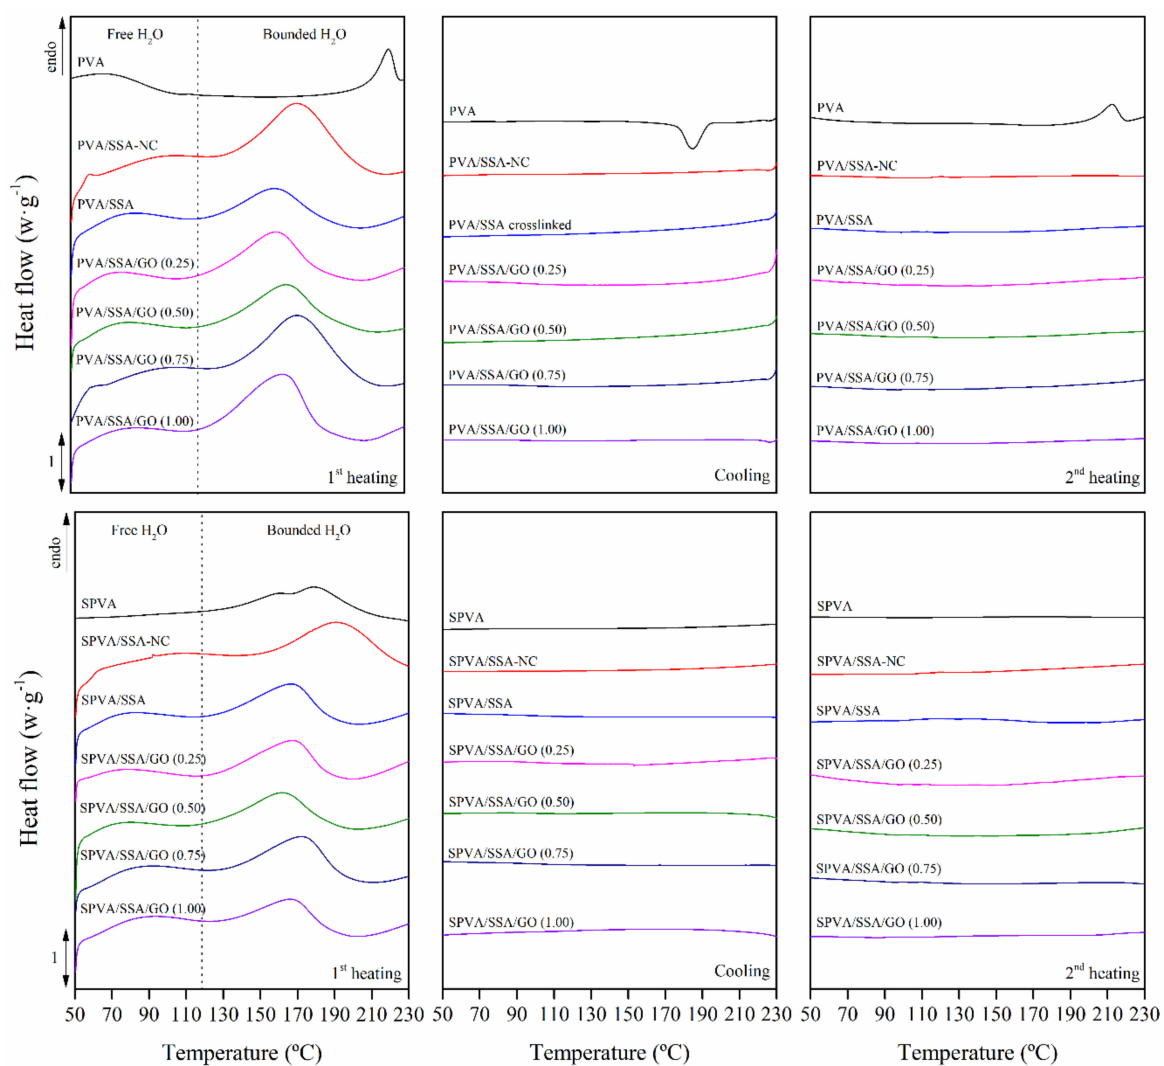 endo
Free H2O
Bounded H2O
PVA
PVA/SSA-NC
PVA/SSA
PVA/SSA/GO (0.25)
PVA/SSA/GO (0.50)
PVA/SSA/GO (0.75)
PVA/SSA/GO (1.00)
1
1st heating
Heat flow (w·g-1)
PVA
PVA/SSA-NC
PVA/SSA crosslinked
PVA/SSA/GO (0.25)
PVA/SSA/GO (0.50)
PVA/SSA/GO (0.75)
PVA/SSA/GO (1.00)
Cooling
PVA
PVA/SSA-NC
PVA/SSA
PVA/SSA/GO (0.25)
PVA/SSA/GO (0.50)
PVA/SSA/GO (0.75)
PVA/SSA/GO (1.00)
2nd heating
endo
Free H2O
Bounded H2O
SPVA
SPVA/SSA-NC
SPVA/SSA
SPVA/SSA/GO (0.25)
SPVA/SSA/GO (0.50)
SPVA/SSA/GO (0.75)
SPVA/SSA/GO (1.00)
1
1st heating
Heat flow (w·g-1)
50 70 90 110 130 150 170 190 210 230
Temperature (ºC)
SPVA
SPVA/SSA-NC
SPVA/SSA
SPVA/SSA/GO (0.25)
SPVA/SSA/GO (0.50)
SPVA/SSA/GO (0.75)
SPVA/SSA/GO (1.00)
Cooling
50 70 90 110 130 150 170 190 210 230
Temperature (ºC)
SPVA
SPVA/SSA-NC
SPVA/SSA
SPVA/SSA/GO (0.25)
SPVA/SSA/GO (0.50)
SPVA/SSA/GO (0.75)
SPVA/SSA/GO (1.00)
2nd heating
50 70 90 110 130 150 170 190 210 230
Temperature (ºC)